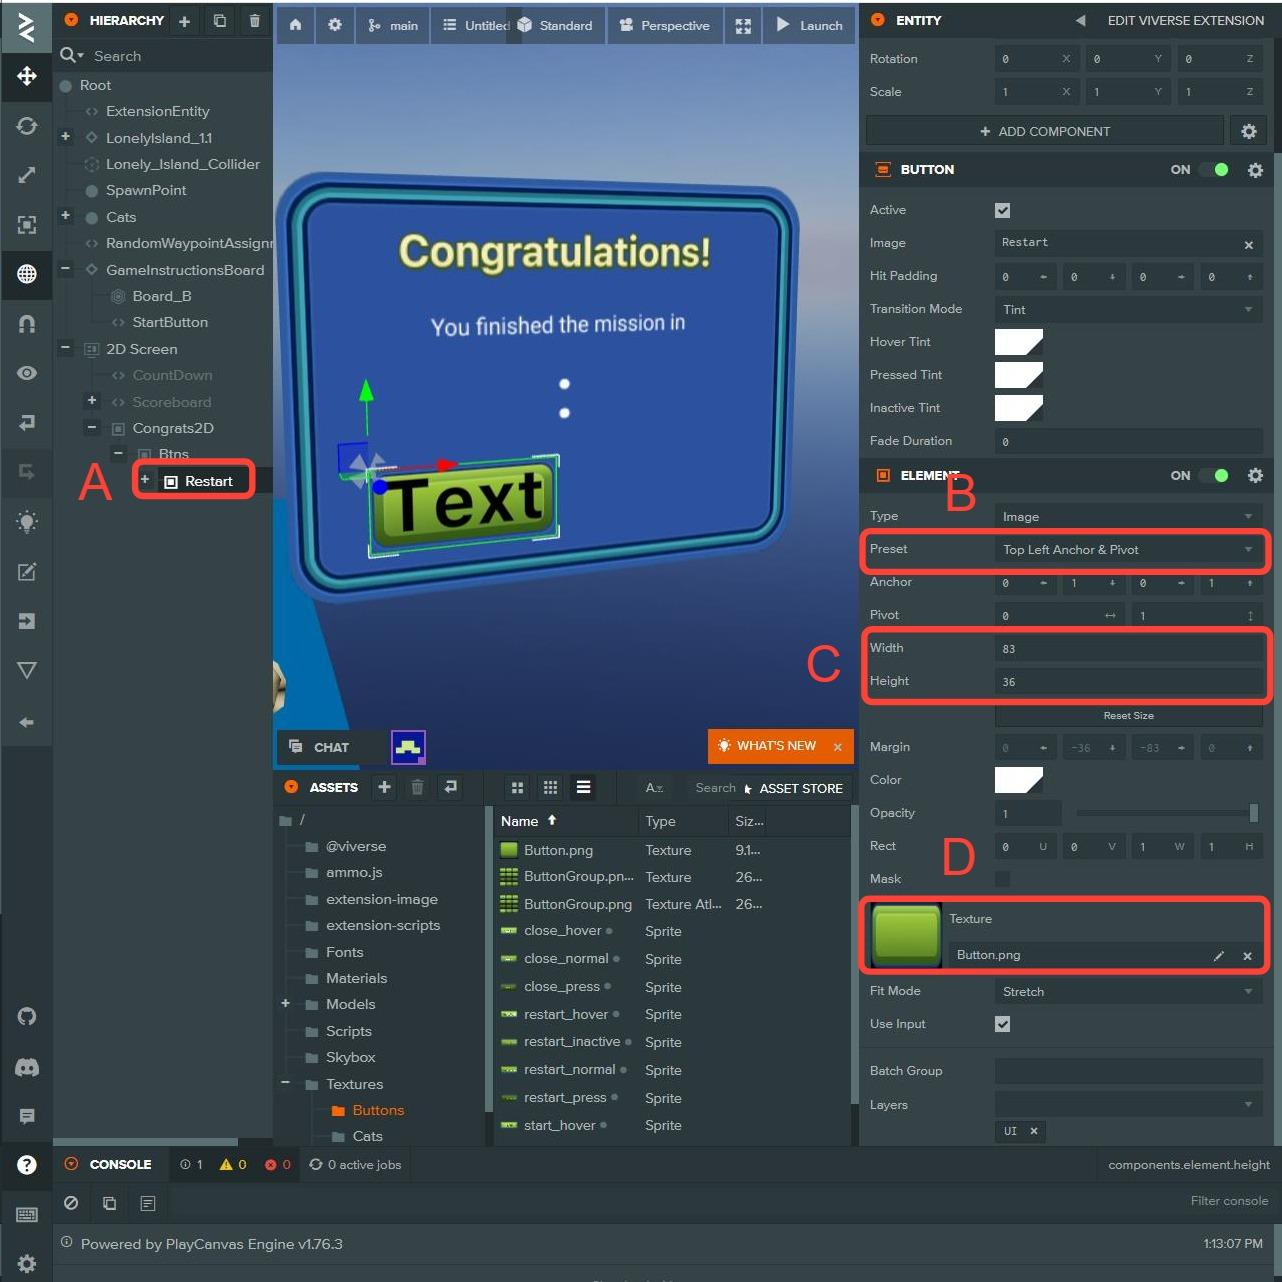 HIERARCHY
Search
Root
ExtensionEntity
LonelyIsland_1.1
Lonely_Island_Collider
SpawnPoint
Cats
RandomWaypointAssignr
GameInstructionsBoard
Board_B
StartButton
2D Screen
CountDown
Scoreboard
Congrats2D
Btns
A
Restart
main
Untitled
Standard
Perspective
Launch
Congratulations!
You finished the mission in
:
Text
CHAT
WHAT'S NEW ×
ENTITY
EDIT VIVERSE EXTENSION
Rotation 0 X 0 Y 0 Z
Scale 1 X 1 Y 1 Z
+ ADD COMPONENT
BUTTON ON
Active
Image Restart ×
Hit Padding 0 0 0 0
Transition Mode Tint
Hover Tint
Pressed Tint
Inactive Tint
Fade Duration 0
ELEMENT ON
B
Type Image
Preset Top Left Anchor & Pivot
Anchor 0 1 0 1
Pivot 0 1
C
Width 83
Height 36
Reset Size
Margin 0 -36 -83 0
Color
Opacity 1
Rect 0 U 0 V 1 W 1 H
D
Mask
Texture
Button.png ×
Fit Mode Stretch
Use Input
Batch Group
Layers
UI ×
ASSETS
Search
ASSET STORE
/
@viverse
ammo.js
extension-image
extension-scripts
Fonts
Materials
Models
Scripts
Skybox
Textures
Buttons
Cats
Name Type Siz...
Button.png Texture 9.1...
ButtonGroup.pn... Texture 26...
ButtonGroup.png Texture Atl... 26...
close_hover Sprite
close_normal Sprite
close_press Sprite
restart_hover Sprite
restart_inactive Sprite
restart_normal Sprite
restart_press Sprite
start_hover Sprite
CONSOLE 1 0 0 0 active jobs
components.element.height
Filter console
Powered by PlayCanvas Engine v1.76.3
1:13:07 PM